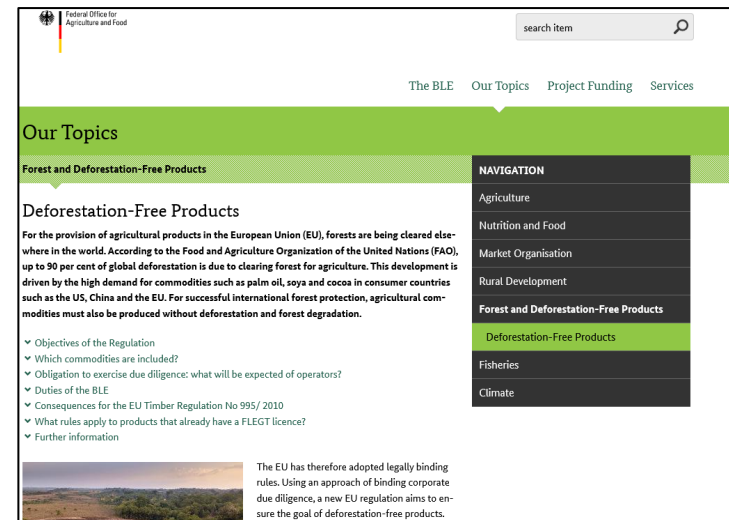 Federal Office for
Agriculture and Food
search item
The BLE Our Topics Project Funding Services
Our Topics
Forest and Deforestation-Free Products
Deforestation-Free Products
For the provision of agricultural products in the European Union (EU), forests are being cleared else-
where in the world. According to the Food and Agriculture Organization of the United Nations (FAO),
up to 90 per cent of global deforestation is due to clearing forest for agriculture. This development is
driven by the high demand for commodities such as palm oil, soya and cocoa in consumer countries
such as the US, China and the EU. For successful international forest protection, agricultural com-
modities must also be produced without deforestation and forest degradation.
Objectives of the Regulation
Which commodities are included?
Obligation to exercise due diligence: what will be expected of operators?
Duties of the BLE
Consequences for the EU Timber Regulation No 995/ 2010
What rules apply to products that already have a FLEGT licence?
Further information
The EU has therefore adopted legally binding
rules. Using an approach of binding corporate
due diligence, a new EU regulation aims to en-
sure the goal of deforestation-free products.
NAVIGATION
Agriculture
Nutrition and Food
Market Organisation
Rural Development
Forest and Deforestation-Free Products
Deforestation-Free Products
Fisheries
Climate